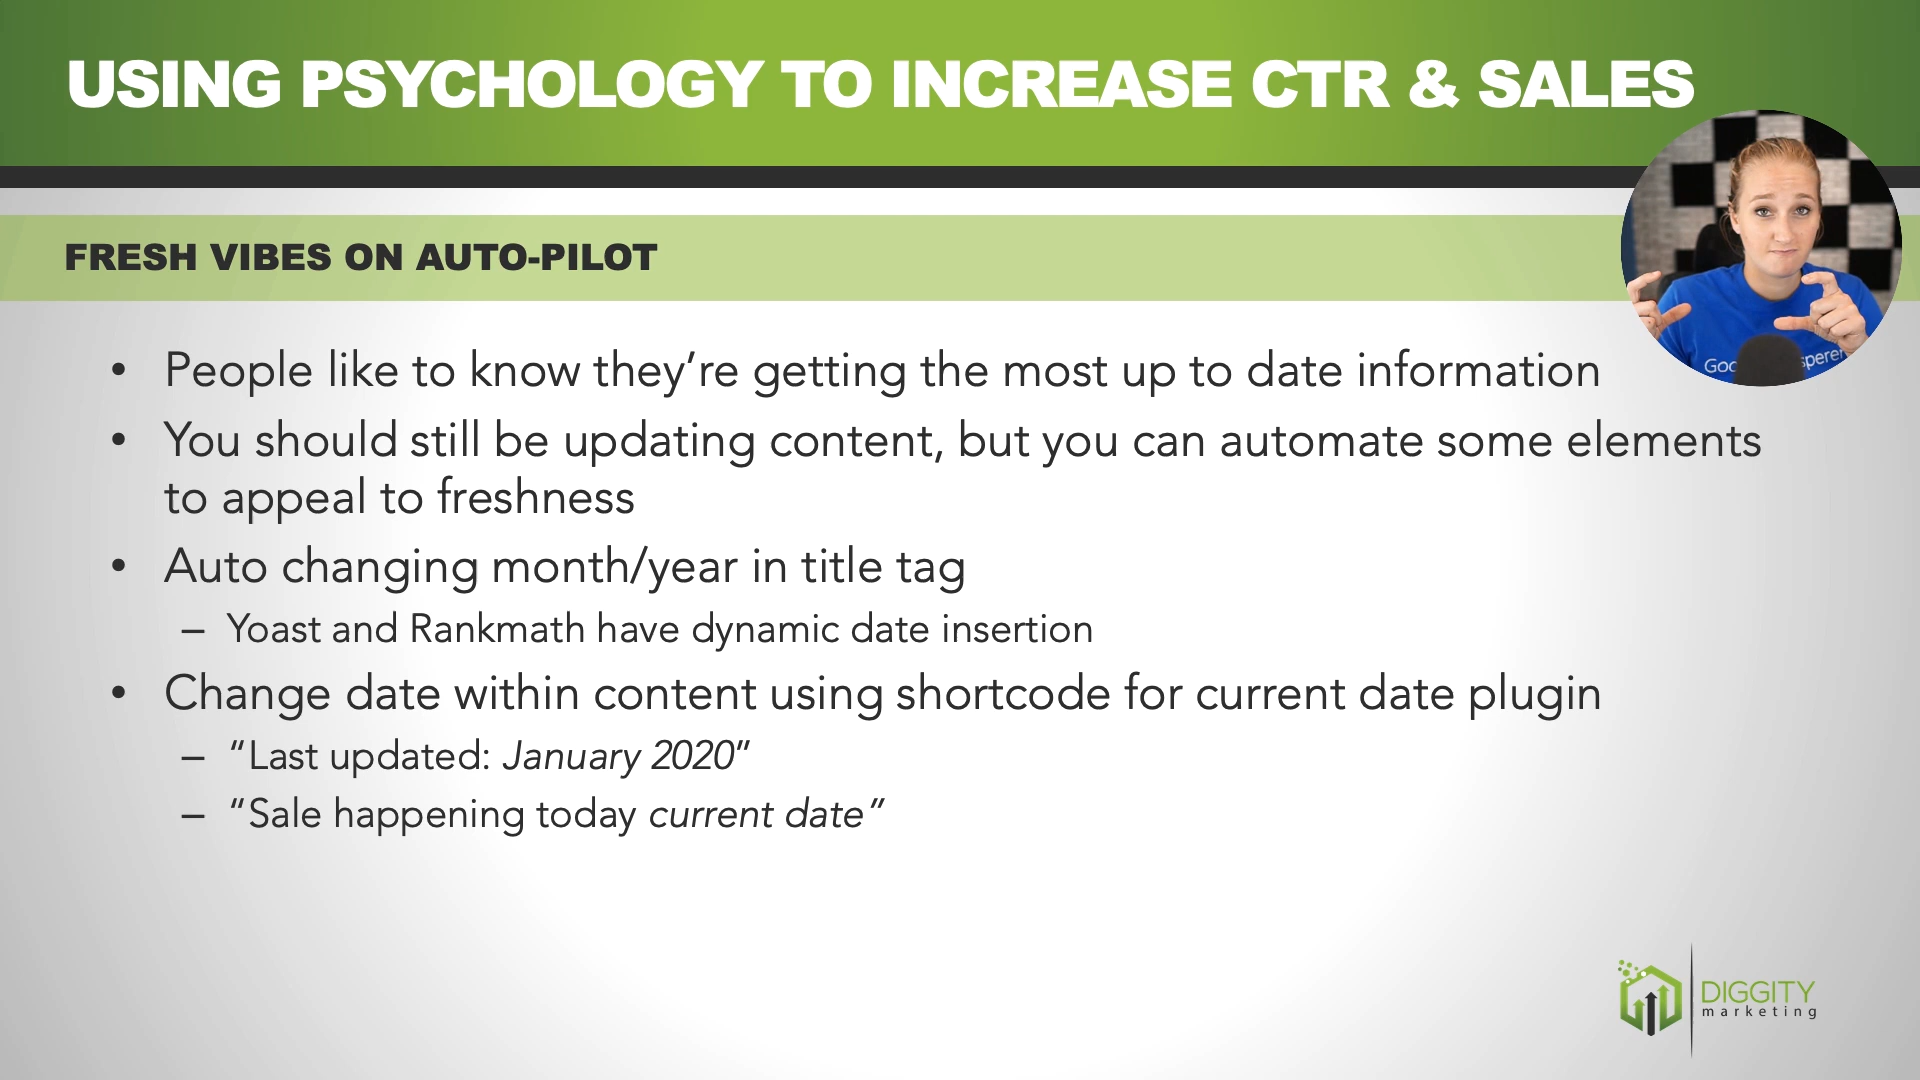 USING PSYCHOLOGY TO INCREASE CTR & SALES
FRESH VIBES ON AUTO-PILOT
• People like to know they’re getting the most up to date information
• You should still be updating content, but you can automate some elements
to appeal to freshness
• Auto changing month/year in title tag
– Yoast and Rankmath have dynamic date insertion
• Change date within content using shortcode for current date plugin
– “Last updated: January 2020”
– “Sale happening today current date”
DIGGITY
marketing